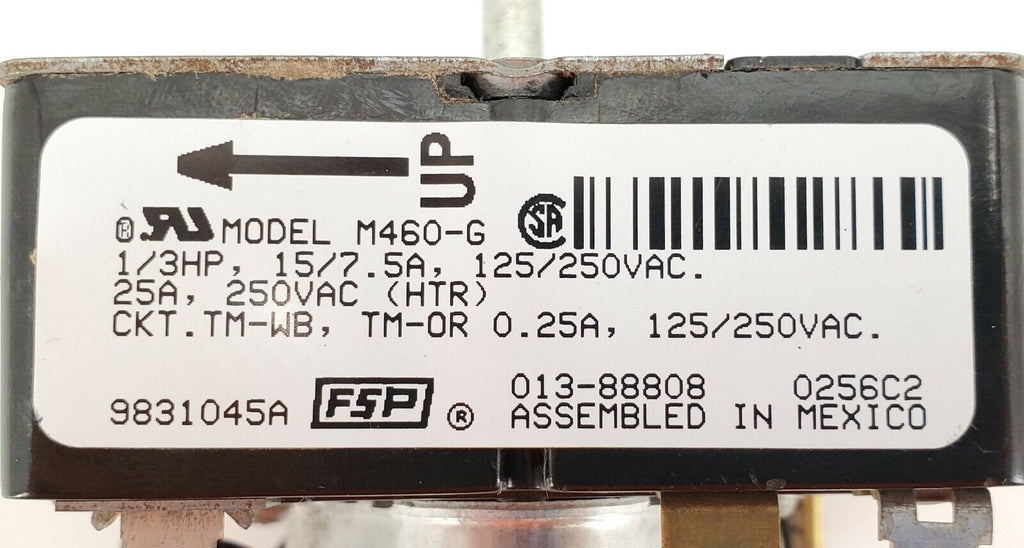 UP
MODEL M460-G
1/3HP, 15/7.5A, 125/250VAC.
25A, 250VAC (HTR)
CKT.TM-WB, TM-OR 0.25A, 125/250VAC.
013-88808 0256C2
9831045A FSP ® ASSEMBLED IN MEXICO